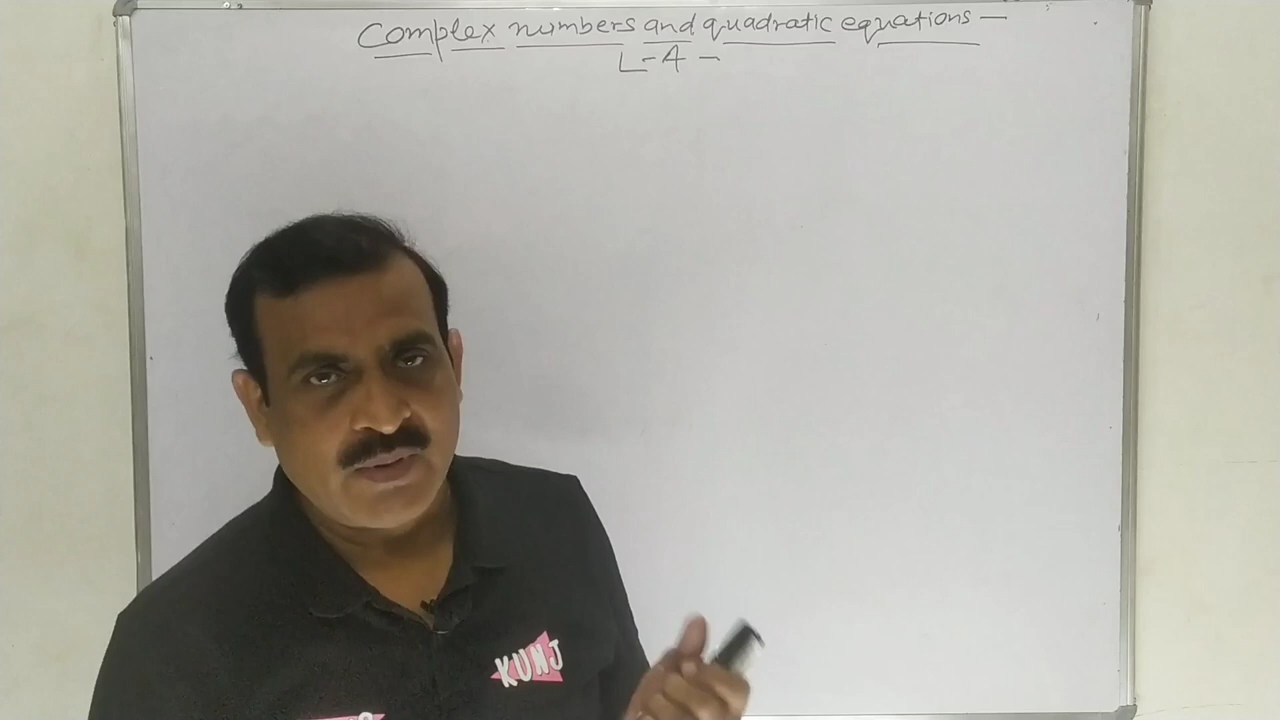 Complex numbers and quadratic equations —
L-4 —
KUNJ